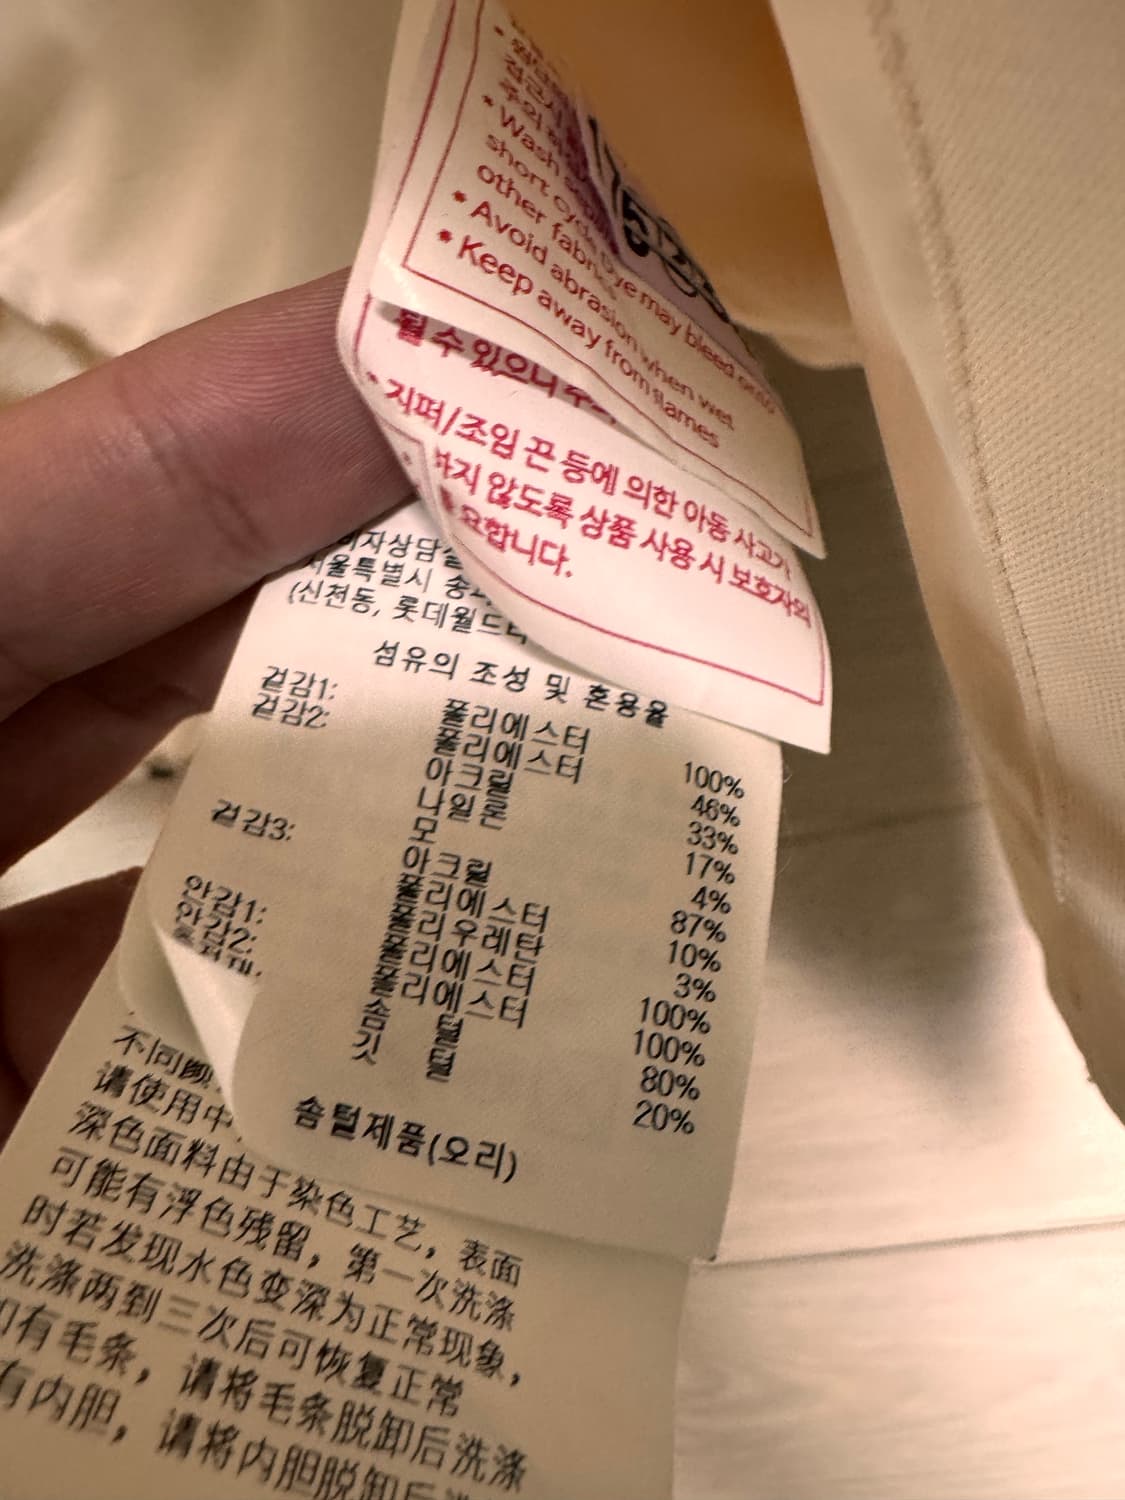 * Wash
short cycle. Dye may bleed onto
other fabrics
* Avoid abrasion when wet
* Keep away from flames
될 수 있으니
* 지퍼/조임 끈 등에 의한 아동 사고가
하지 않도록 상품 사용 시 보호자의
요합니다.
(신천동, 롯데월드
섬유의 조성 및 혼용율
겉감1: 폴리에스터 100%
겉감2: 폴리에스터 46%
아크릴 33%
나일론 17%
모 4%
겉감3: 아크릴 87%
폴리에스터 10%
폴리우레탄 3%
안감1: 폴리에스터 100%
안감2: 폴리에스터 100%
솜털 80%
깃털 20%
솜털제품(오리)
不同颜
请使用中
深色面料由于染色工艺，表面
可能有浮色残留，第一次洗涤
时若发现水色变深为正常现象，
洗涤两到三次后可恢复正常
如有毛条，请将毛条脱卸后洗涤
有内胆，请将内胆脱卸后